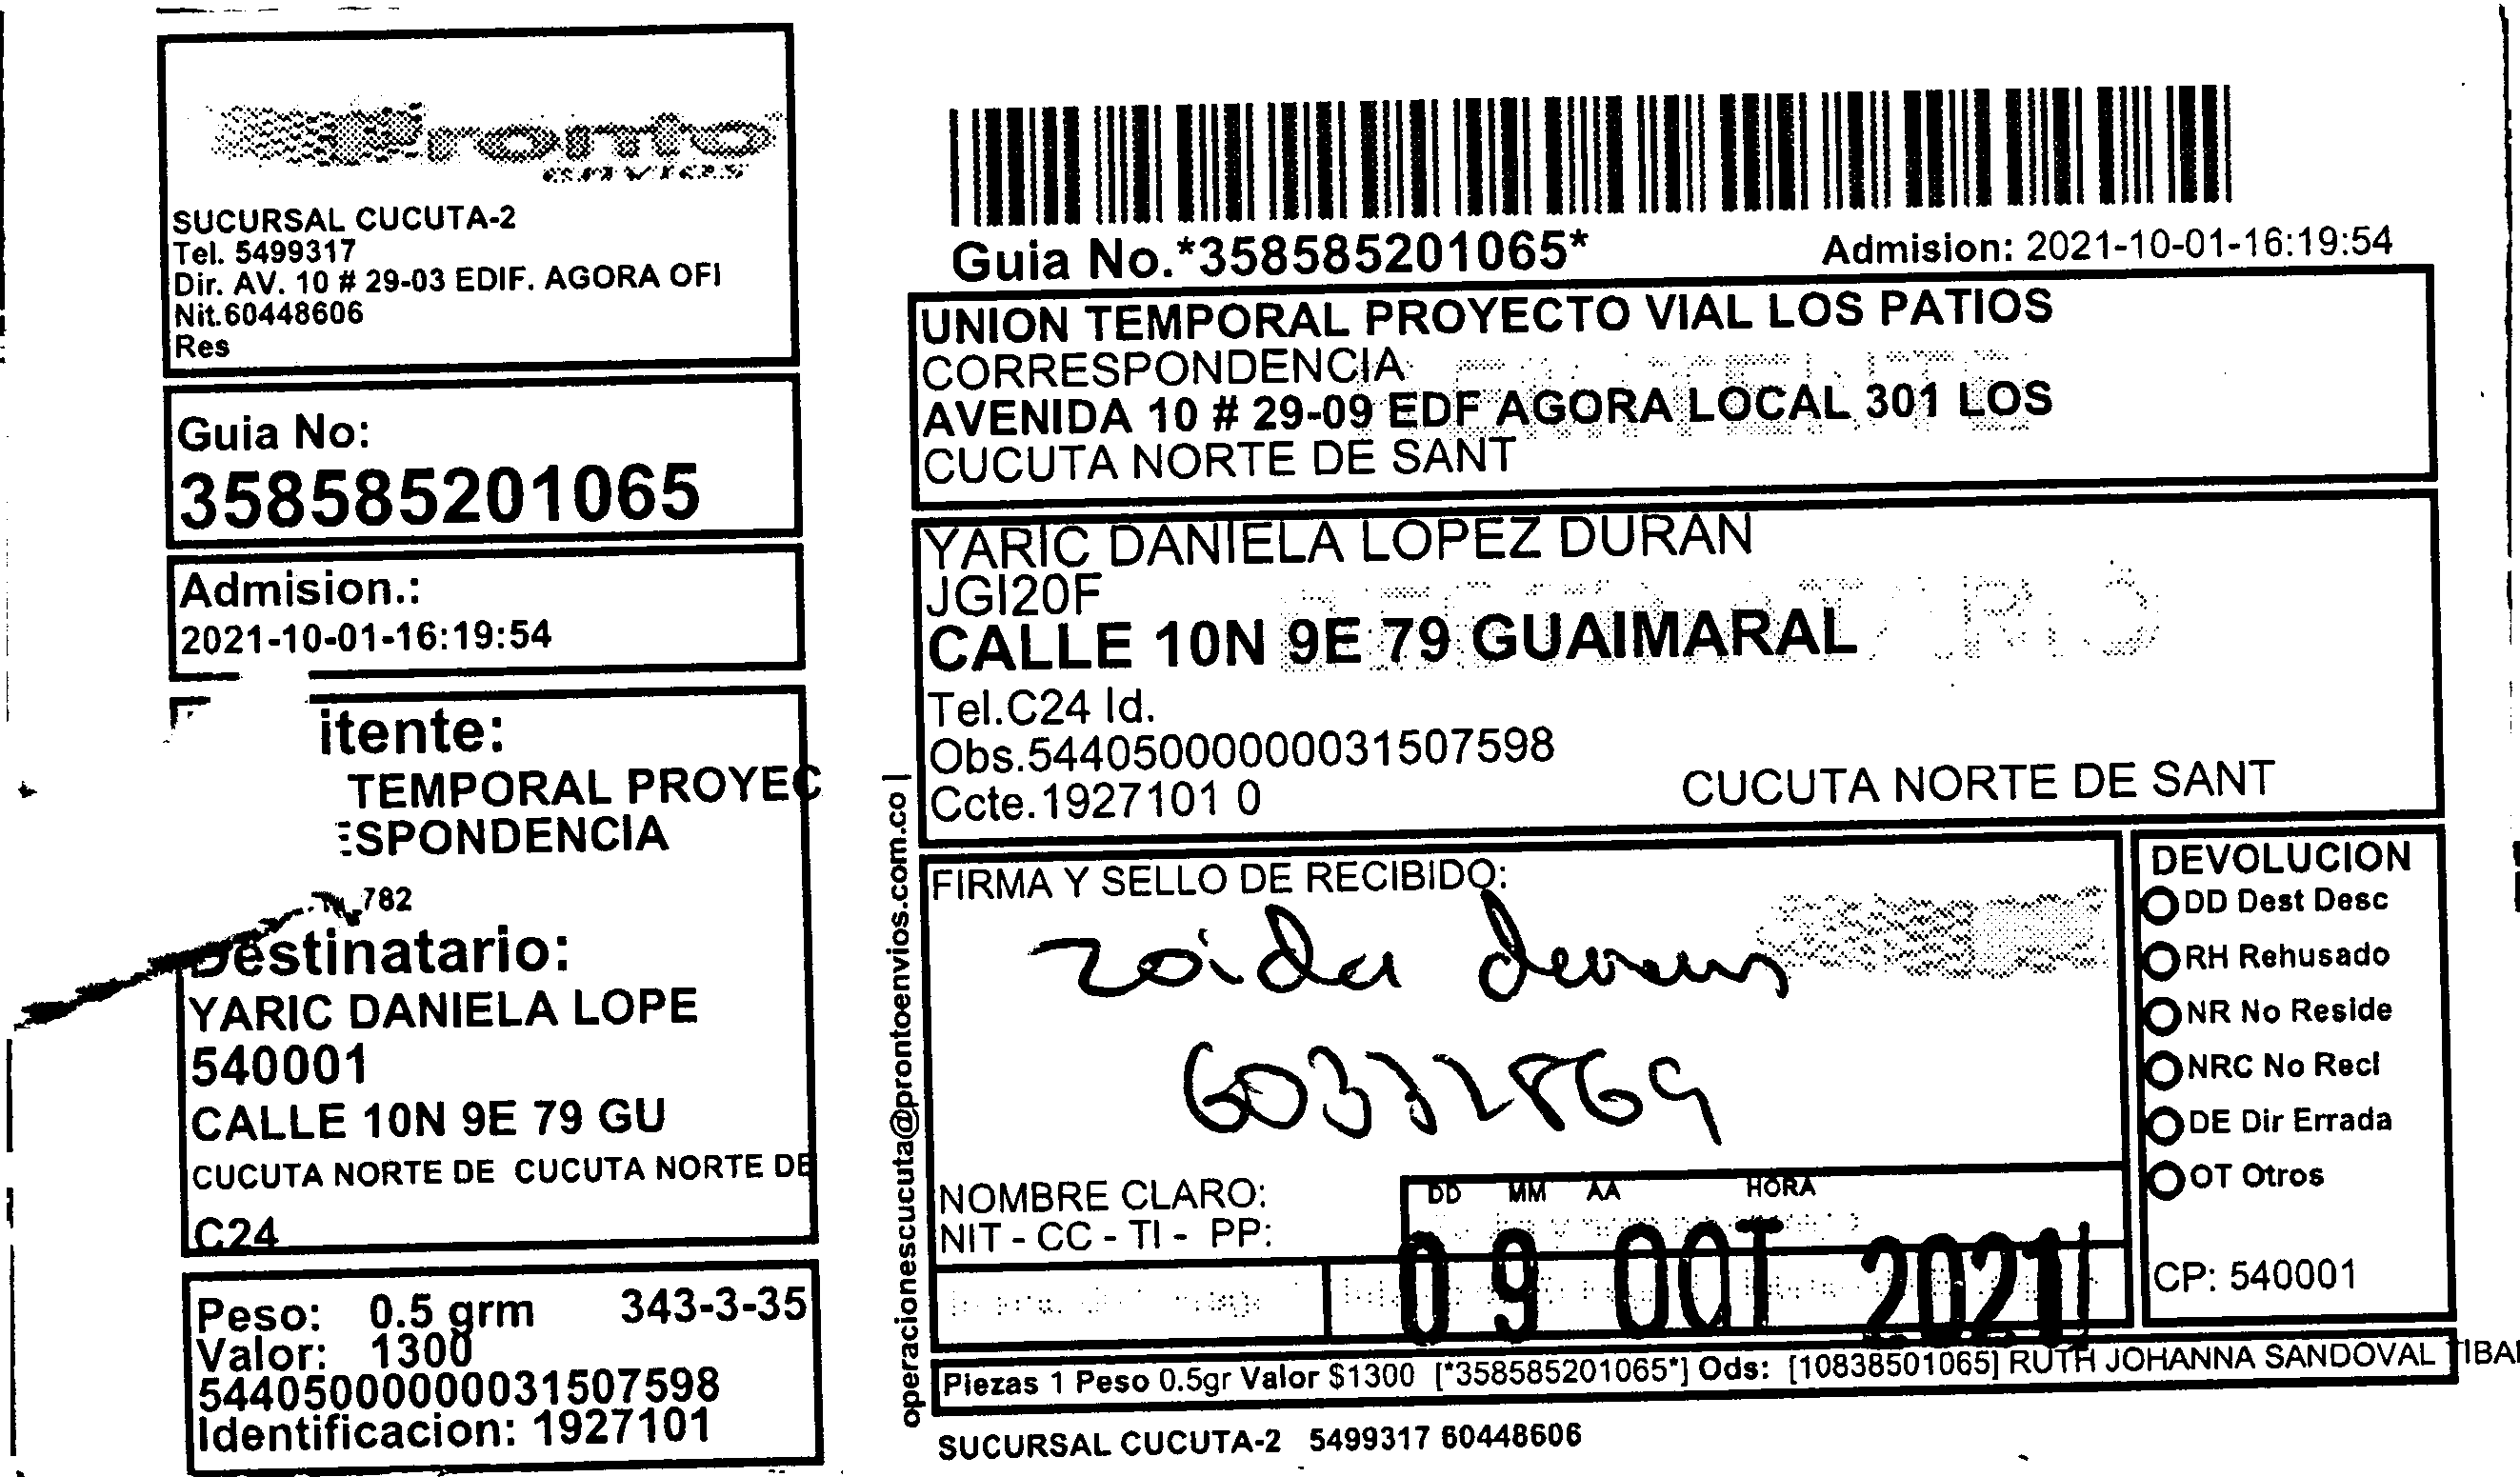 Pronto
envios
SUCURSAL CUCUTA-2
Tel. 5499317
Dir. AV. 10 # 29-03 EDIF. AGORA OFI
Nit.60448606
Res
Guia No:
358585201065
Admision.:
2021-10-01-16:19:54
itente:
TEMPORAL PROYEC
ESPONDENCIA
782
Destinatario:
YARIC DANIELA LOPE
540001
CALLE 10N 9E 79 GU
CUCUTA NORTE DE CUCUTA NORTE DE
C24
Peso: 0.5 grm 343-3-35
Valor: 1300
544050000000031507598
Identificacion: 1927101
operacionescucuta@prontoenvios.com.co |
Guia No.*358585201065* Admision: 2021-10-01-16:19:54
UNION TEMPORAL PROYECTO VIAL LOS PATIOS
CORRESPONDENCIA
AVENIDA 10 # 29-09 EDF AGORA LOCAL 301 LOS
CUCUTA NORTE DE SANT
YARIC DANIELA LOPEZ DURAN
JGI20F
CALLE 10N 9E 79 GUAIMARAL
Tel.C24 Id.
Obs.544050000000031507598
Ccte.1927101 0 CUCUTA NORTE DE SANT
FIRMA Y SELLO DE RECIBIDO:
zoida
NOMBRE CLARO:
NIT - CC - TI - PP:
DD MM AA HORA
09 OCT 2021
DEVOLUCION
DD Dest Desc
RH Rehusado
NR No Reside
NRC No Recl
DE Dir Errada
OT Otros
CP: 540001
Piezas 1 Peso 0.5gr Valor $1300 [*358585201065*] Ods: [10838501065] RUTH JOHANNA SANDOVAL TIBA
SUCURSAL CUCUTA-2 5499317 60448606